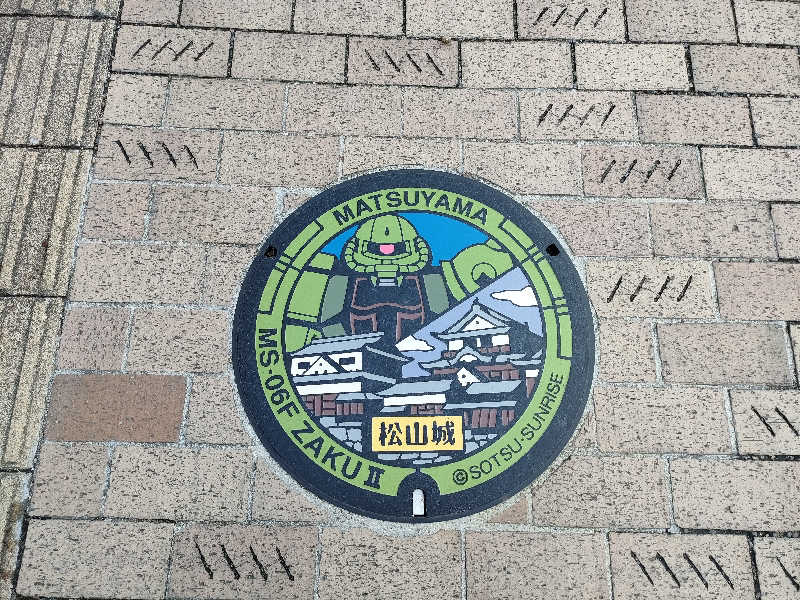 MATSUYAMA
MS-06F ZAKU II
松山城
©SOTSU・SUNRISE